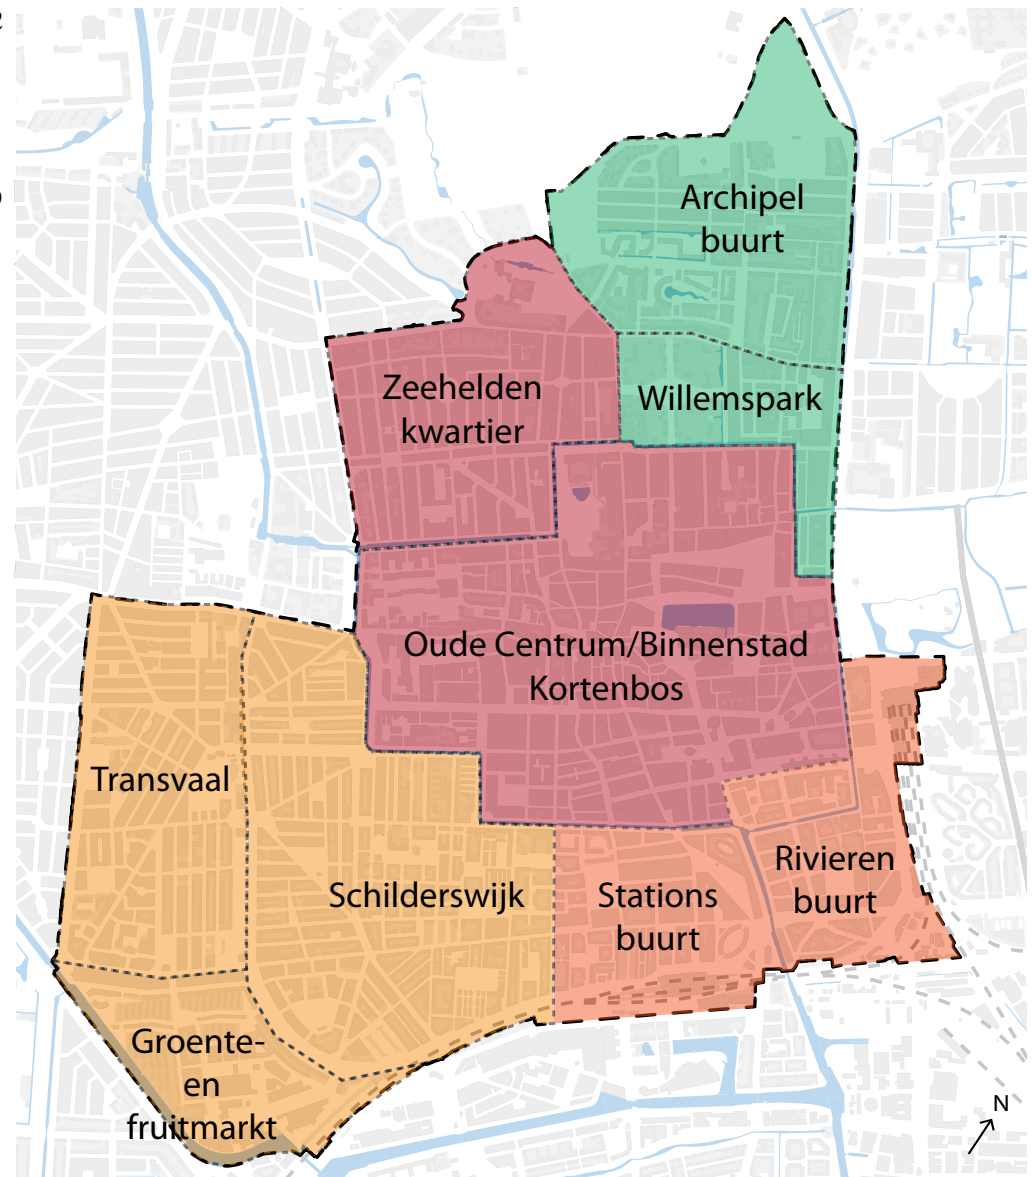 Archipel
buurt
Zeehelden
kwartier
Willemspark
Oude Centrum/Binnenstad
Kortenbos
Transvaal
Schilderswijk
Stations
buurt
Rivieren
buurt
Groente-
en
fruitmarkt
N